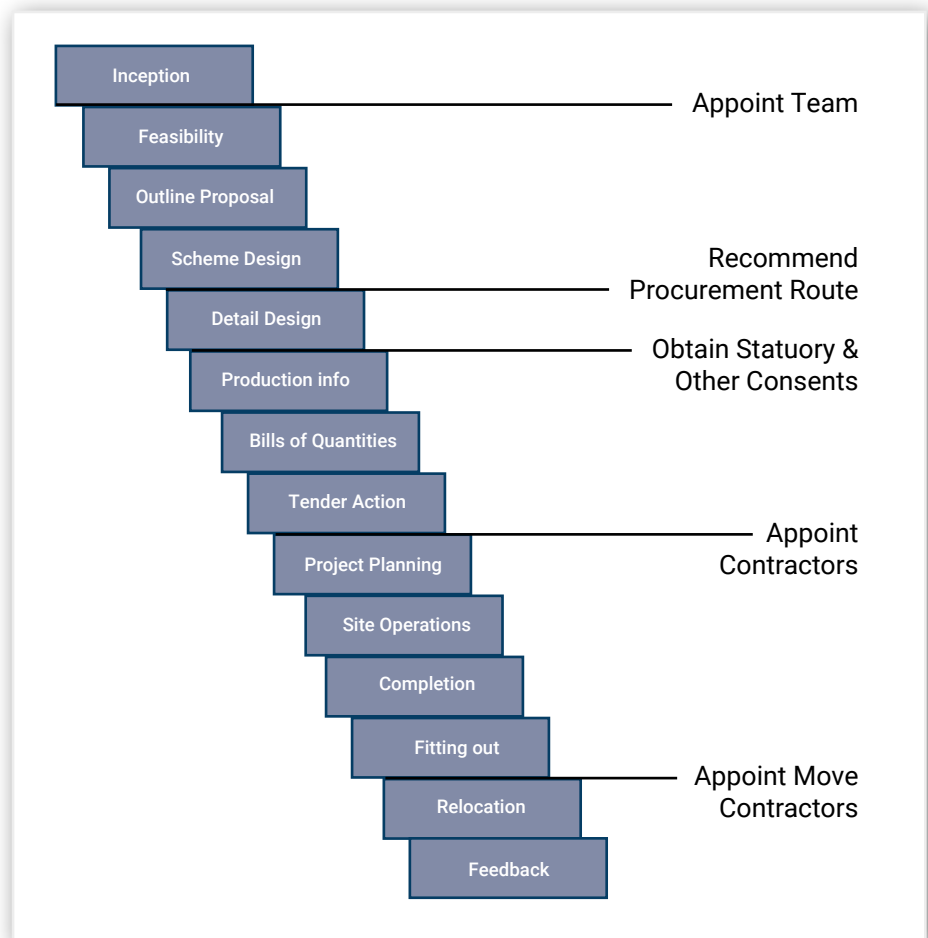 Inception
Appoint Team
Feasibility
Outline Proposal
Scheme Design
Recommend
Procurement Route
Detail Design
Obtain Statuory &
Other Consents
Production info
Bills of Quantities
Tender Action
Appoint
Contractors
Project Planning
Site Operations
Completion
Fitting out
Appoint Move
Contractors
Relocation
Feedback